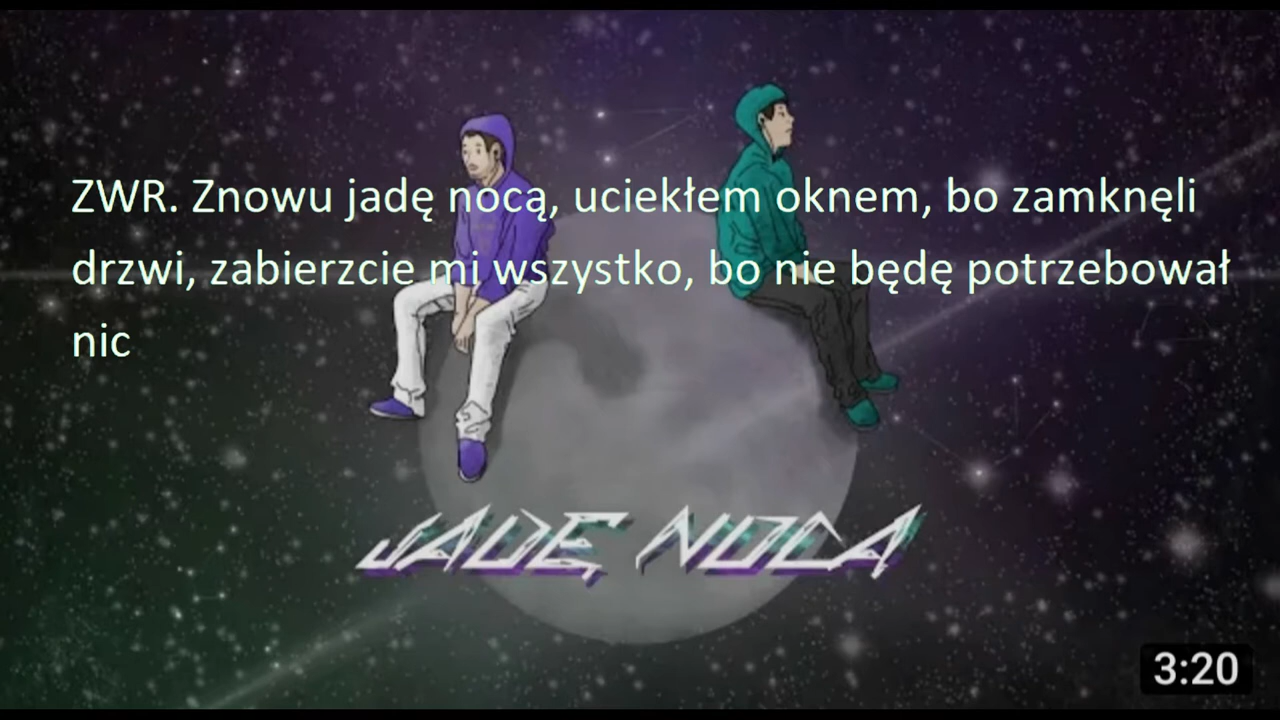 ZWR. Znowu jadę nocą, uciekłem oknem, bo zamknęli
drzwi, zabierzcie mi wszystko, bo nie będę potrzebował
nic
JADĘ NOCĄ
3:20